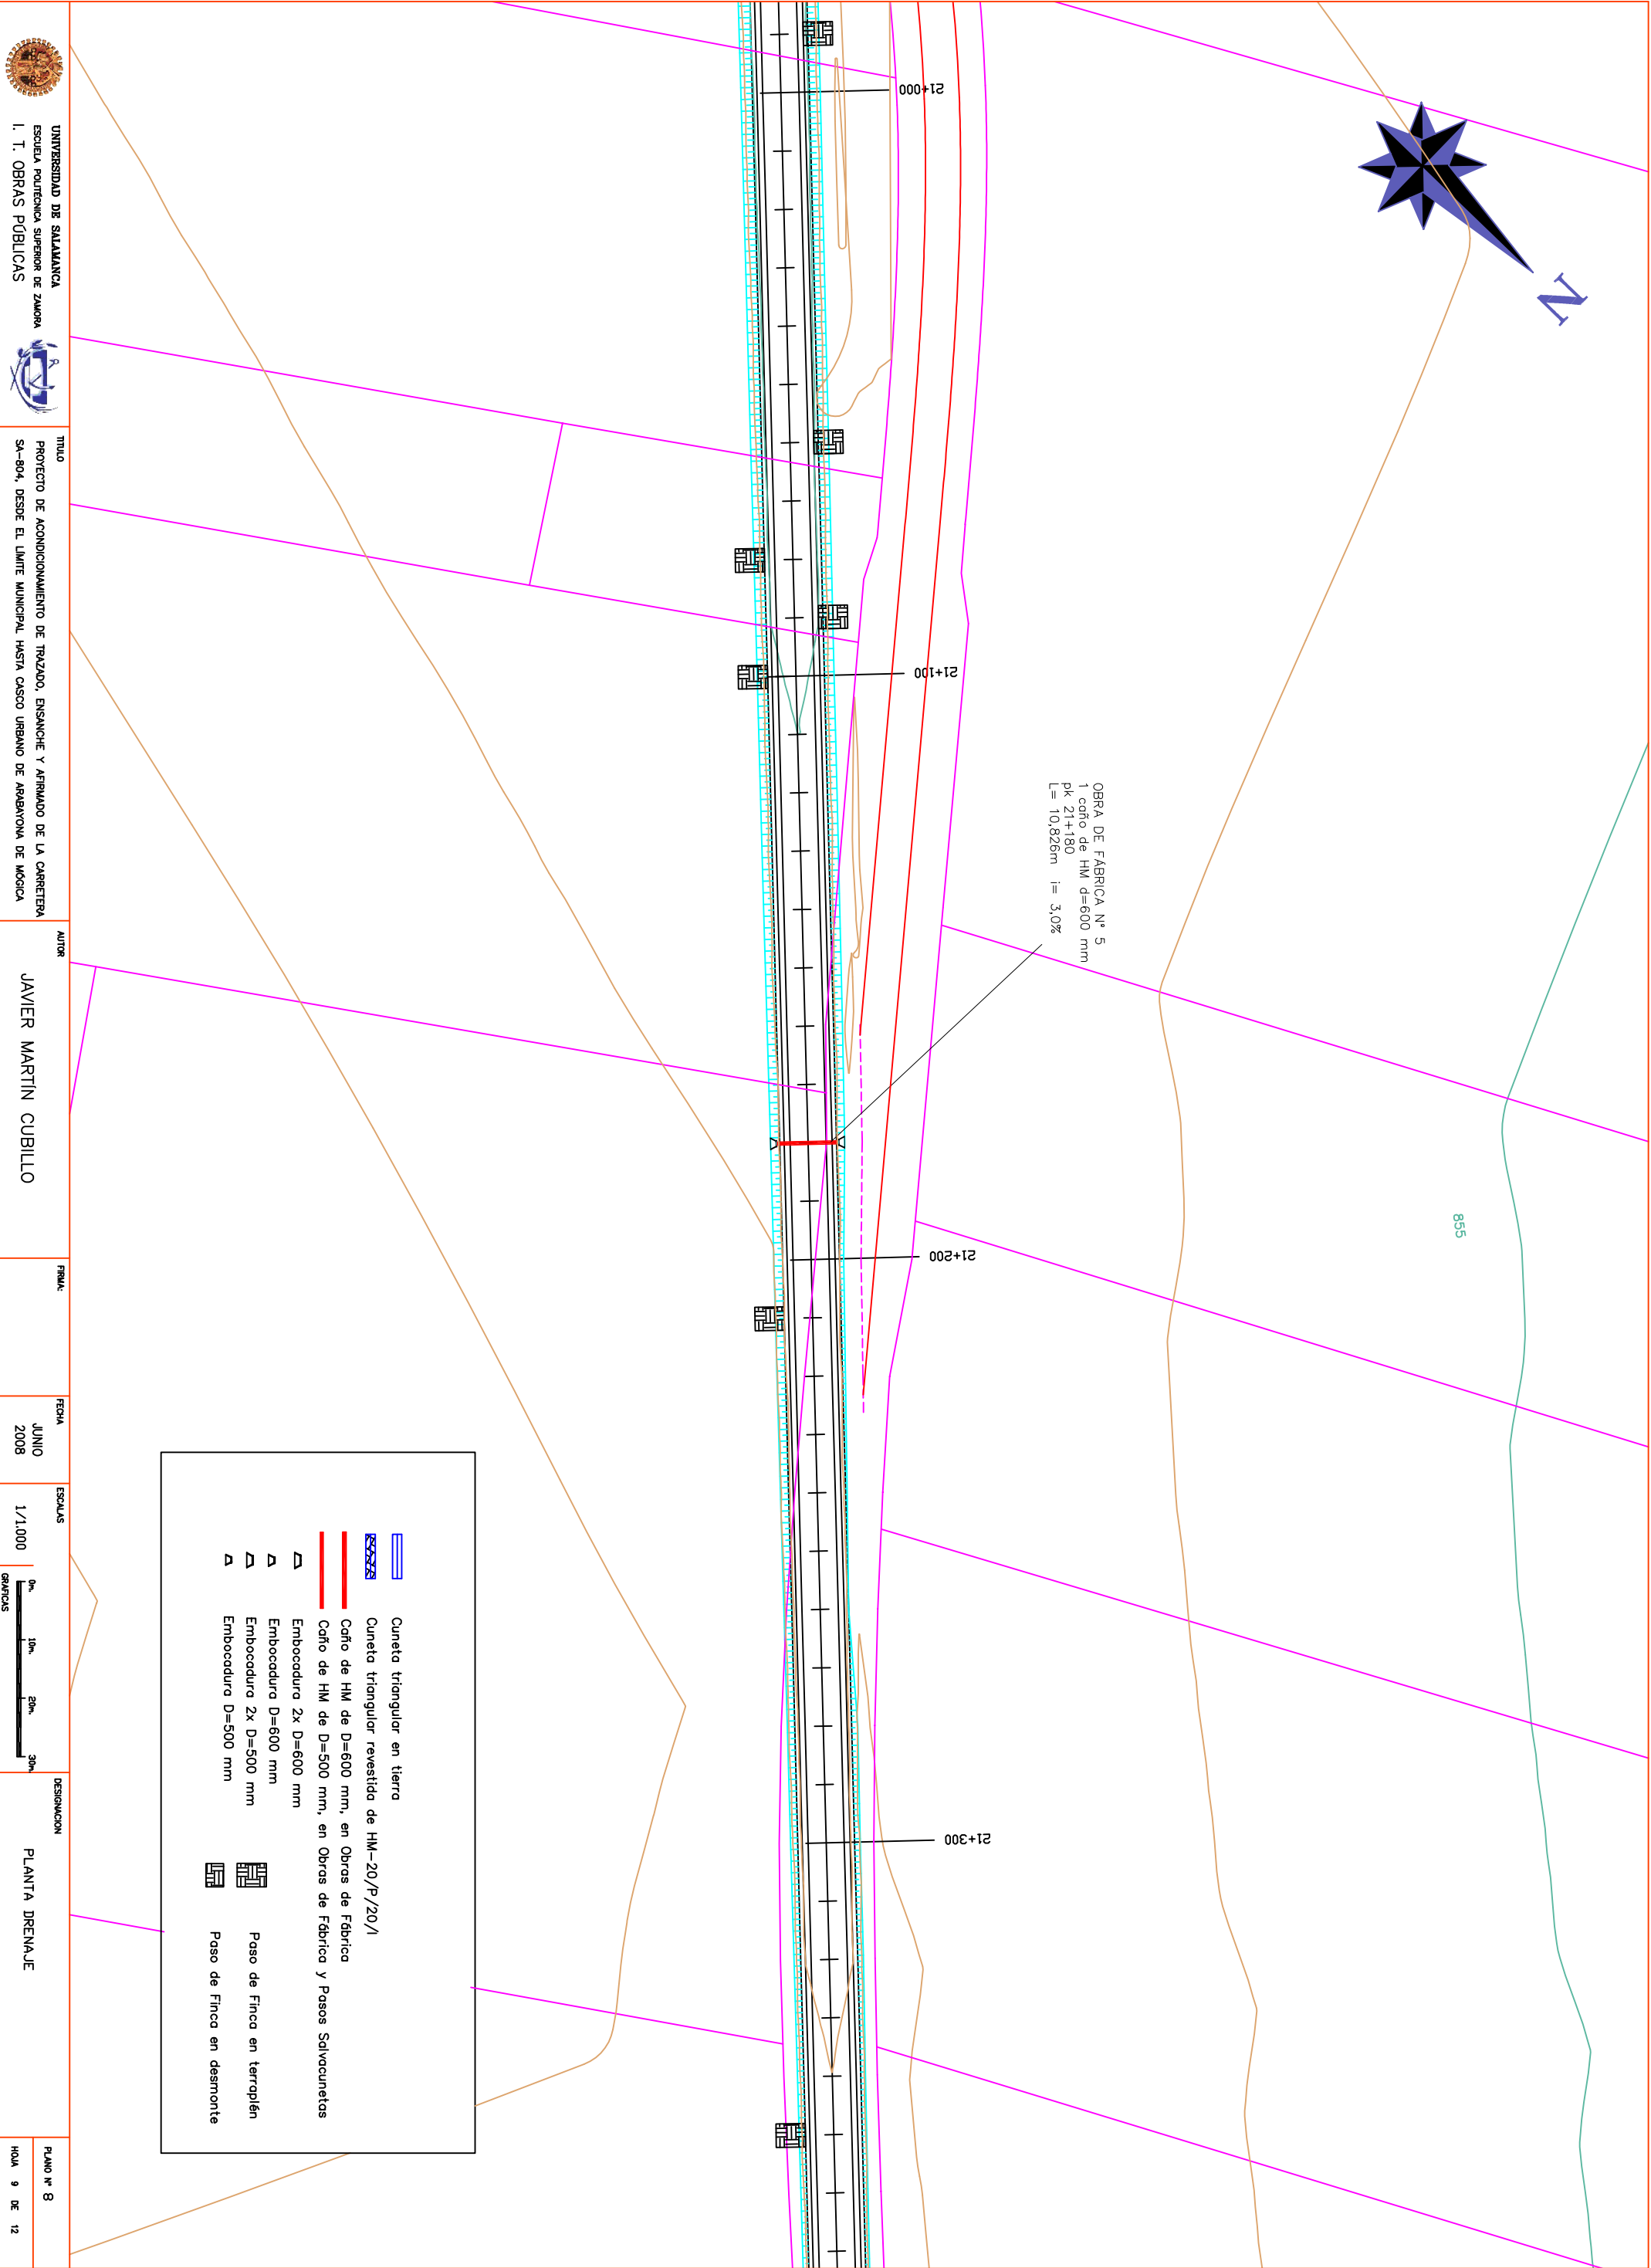 N
21+000
21+100
21+200
21+300
855
OBRA DE FÁBRICA Nº 5
1 caño de HM d=600 mm
pk 21+180
L= 10,826m i= 3,0%
Cuneta triangular en tierra
Cuneta triangular revestida de HM-20/P/20/I
Caño de HM de D=600 mm, en Obras de Fábrica
Caño de HM de D=500 mm, en Obras de Fábrica y Pasos Salvacunetas
Embocadura 2x D=600 mm
Embocadura D=600 mm
Embocadura 2x D=500 mm
Embocadura D=500 mm
Paso de Finca en terraplén
Paso de Finca en desmonte
UNIVERSIDAD DE SALAMANCA
ESCUELA POLITÉCNICA SUPERIOR DE ZAMORA
I. T. OBRAS PÚBLICAS
TITULO
PROYECTO DE ACONDICIONAMIENTO DE TRAZADO, ENSANCHE Y AFIRMADO DE LA CARRETERA
SA-804, DESDE EL LÍMITE MUNICIPAL HASTA CASCO URBANO DE ARABAYONA DE MÓGICA
AUTOR
JAVIER MARTÍN CUBILLO
FIRMA:
FECHA
JUNIO
2008
ESCALAS
1/1.000
0m. 10m. 20m. 30m.
GRAFICAS
DESIGNACION
PLANTA DRENAJE
PLANO Nº 8
HOJA 9 DE 12